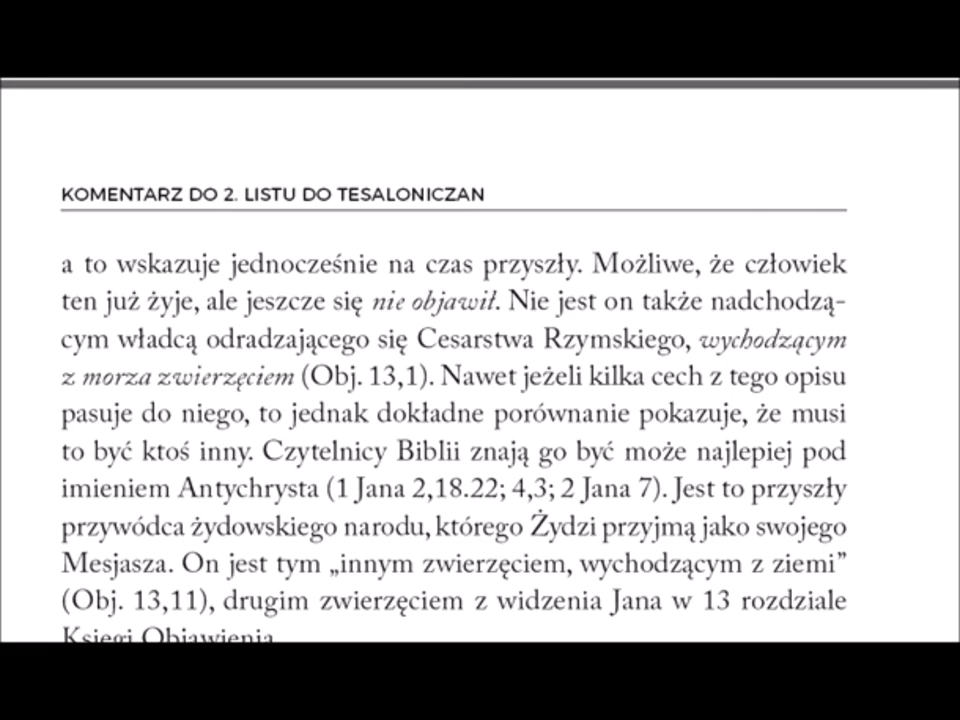 KOMENTARZ DO 2. LISTU DO TESALONICZAN
a to wskazuje jednocześnie na czas przyszły. Możliwe, że człowiek
ten już żyje, ale jeszcze się nie objawił. Nie jest on także nadchodzą-
cym władcą odradzającego się Cesarstwa Rzymskiego, wychodzącym
z morza zwierzęciem (Obj. 13,1). Nawet jeżeli kilka cech z tego opisu
pasuje do niego, to jednak dokładne porównanie pokazuje, że musi
to być ktoś inny. Czytelnicy Biblii znają go być może najlepiej pod
imieniem Antychrysta (1 Jana 2,18.22; 4,3; 2 Jana 7). Jest to przyszły
przywódca żydowskiego narodu, którego Żydzi przyjmą jako swojego
Mesjasza. On jest tym „innym zwierzęciem, wychodzącym z ziemi”
(Obj. 13,11), drugim zwierzęciem z widzenia Jana w 13 rozdziale
Księgi Objawienia.